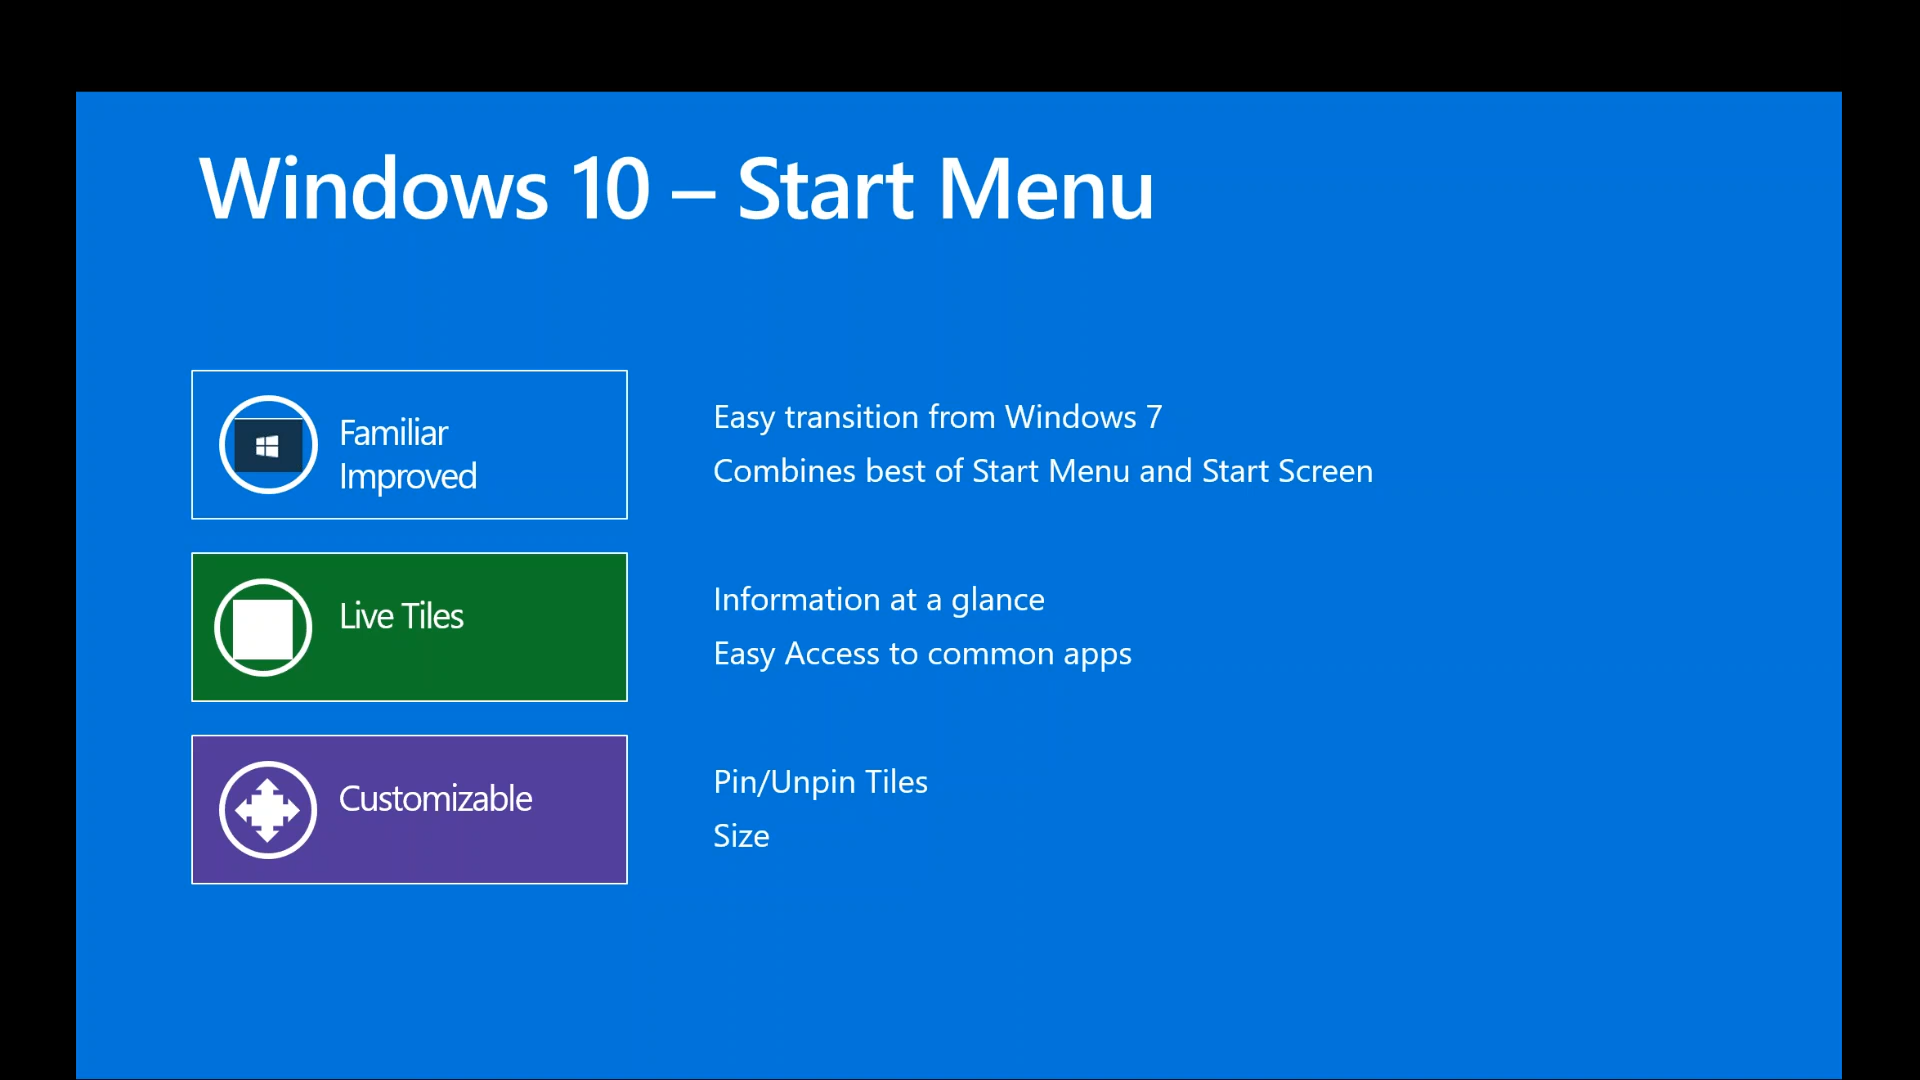 Windows 10 – Start Menu
Familiar
Improved
Easy transition from Windows 7
Combines best of Start Menu and Start Screen
Live Tiles
Information at a glance
Easy Access to common apps
Customizable
Pin/Unpin Tiles
Size